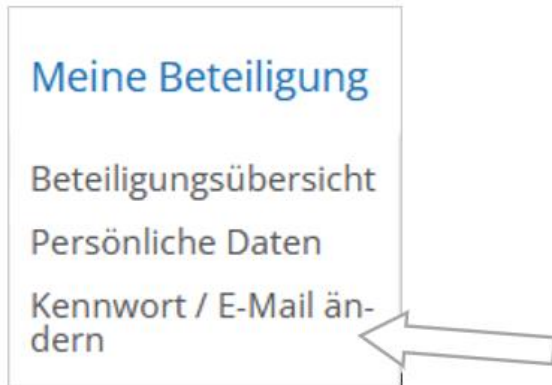 Meine Beteiligung
Beteiligungsübersicht
Persönliche Daten
Kennwort / E-Mail än-
dern